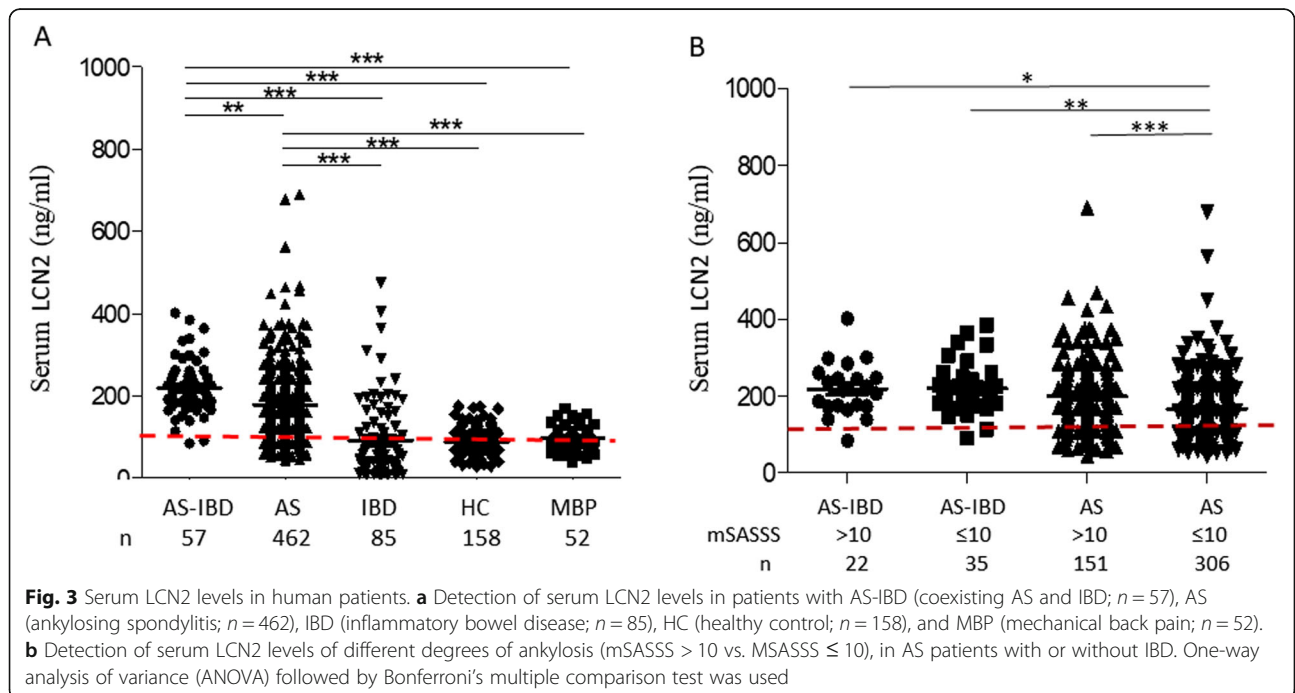 A
Serum LCN2 (ng/ml)
1000
800
600
400
200
0
***
***
***
**
***
***
***
AS-IBD AS IBD HC MBP
n 57 462 85 158 52
B
Serum LCN2 (ng/ml)
1000
800
600
400
200
0
*
**
***
AS-IBD AS-IBD AS AS
mSASSS >10 ≤10 >10 ≤10
n 22 35 151 306
Fig. 3 Serum LCN2 levels in human patients. a Detection of serum LCN2 levels in patients with AS-IBD (coexisting AS and IBD; n = 57), AS
(ankylosing spondylitis; n = 462), IBD (inflammatory bowel disease; n = 85), HC (healthy control; n = 158), and MBP (mechanical back pain; n = 52).
b Detection of serum LCN2 levels of different degrees of ankylosis (mSASSS > 10 vs. MSASSS ≤ 10), in AS patients with or without IBD. One-way
analysis of variance (ANOVA) followed by Bonferroni's multiple comparison test was used